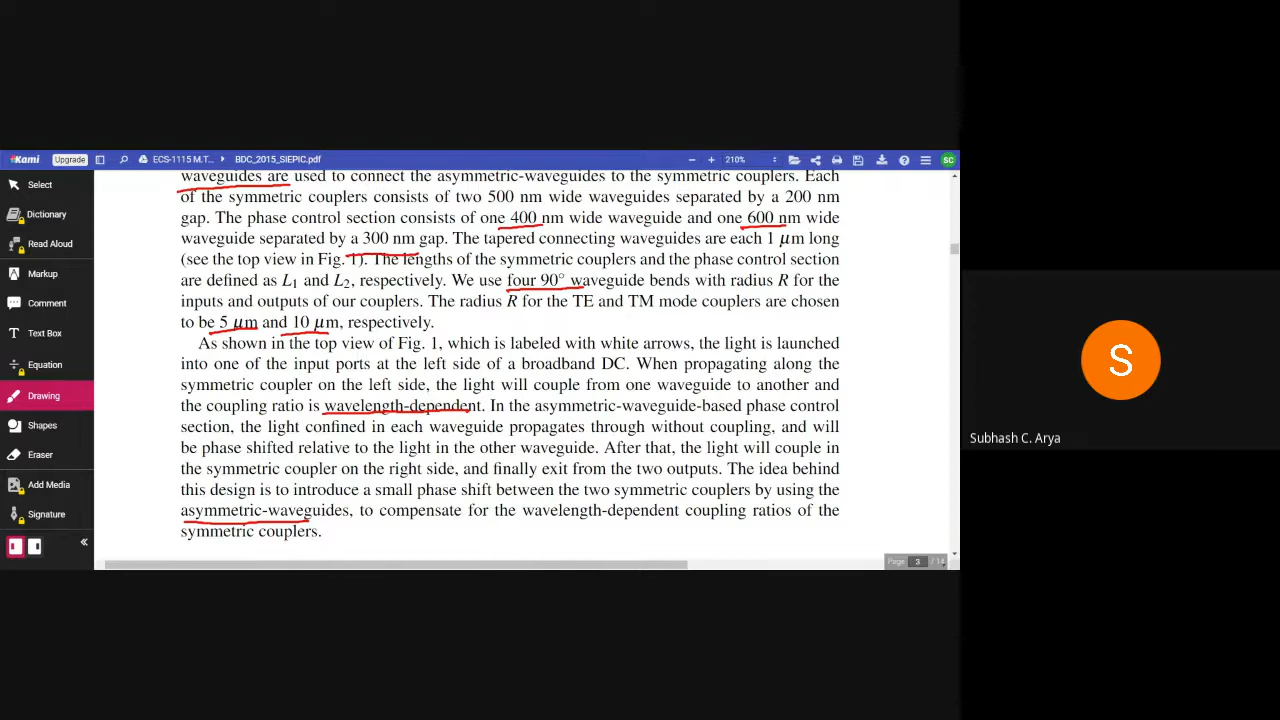 Kami
Upgrade
ECS-1115 M.T...
BDC_2015_SIEPIC.pdf
210%
SC
Select
Dictionary
Read Aloud
Markup
Comment
Text Box
Equation
Drawing
Shapes
Eraser
Add Media
Signature
waveguides are used to connect the asymmetric-waveguides to the symmetric couplers. Each
of the symmetric couplers consists of two 500 nm wide waveguides separated by a 200 nm
gap. The phase control section consists of one 400 nm wide waveguide and one 600 nm wide
waveguide separated by a 300 nm gap. The tapered connecting waveguides are each 1 μm long
(see the top view in Fig. 1). The lengths of the symmetric couplers and the phase control section
are defined as L1 and L2, respectively. We use four 90° waveguide bends with radius R for the
inputs and outputs of our couplers. The radius R for the TE and TM mode couplers are chosen
to be 5 μm and 10 μm, respectively.
As shown in the top view of Fig. 1, which is labeled with white arrows, the light is launched
into one of the input ports at the left side of a broadband DC. When propagating along the
symmetric coupler on the left side, the light will couple from one waveguide to another and
the coupling ratio is wavelength-dependent. In the asymmetric-waveguide-based phase control
section, the light confined in each waveguide propagates through without coupling, and will
be phase shifted relative to the light in the other waveguide. After that, the light will couple in
the symmetric coupler on the right side, and finally exit from the two outputs. The idea behind
this design is to introduce a small phase shift between the two symmetric couplers by using the
asymmetric-waveguides, to compensate for the wavelength-dependent coupling ratios of the
symmetric couplers.
Page 3 / 14
S
Subhash C. Arya